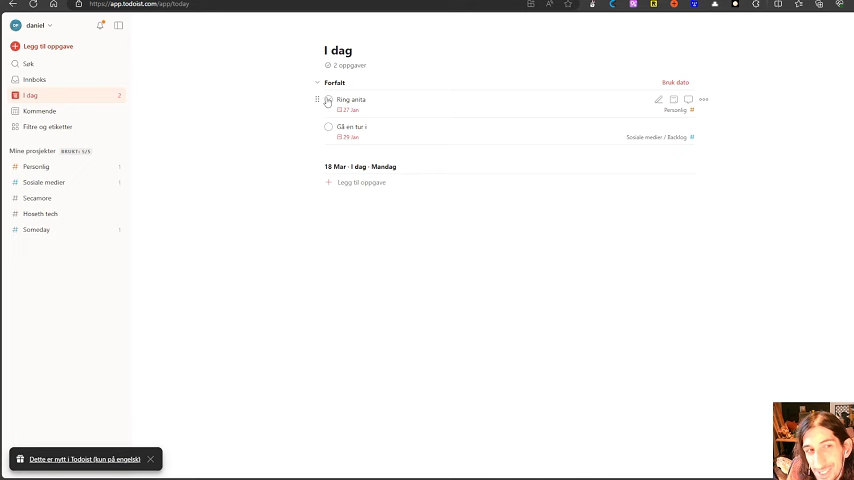 https://app.todoist.com/app/today
daniel
Legg til oppgave
Søk
Innboks
I dag 2
Kommende
Filtre og etiketter
Mine prosjekter BRUKT: 5/5
# Personlig 1
# Sosiale medier 1
# Secamore
# Hoseth tech
# Someday 1
I dag
2 oppgaver
Forfalt Bruk dato
Ring anita
27 Jan Personlig #
Gå en tur i
29 Jan Sosiale medier / Backlog #
18 Mar · I dag · Mandag
+ Legg til oppgave
Dette er nytt i Todoist (kun på engelsk)